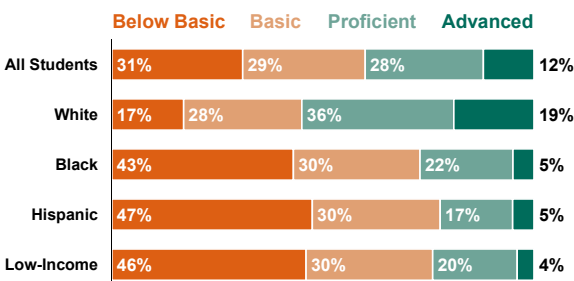 Below Basic Basic Proficient Advanced
All Students 31% 29% 28% 12%
White 17% 28% 36% 19%
Black 43% 30% 22% 5%
Hispanic 47% 30% 17% 5%
Low-Income 46% 30% 20% 4%